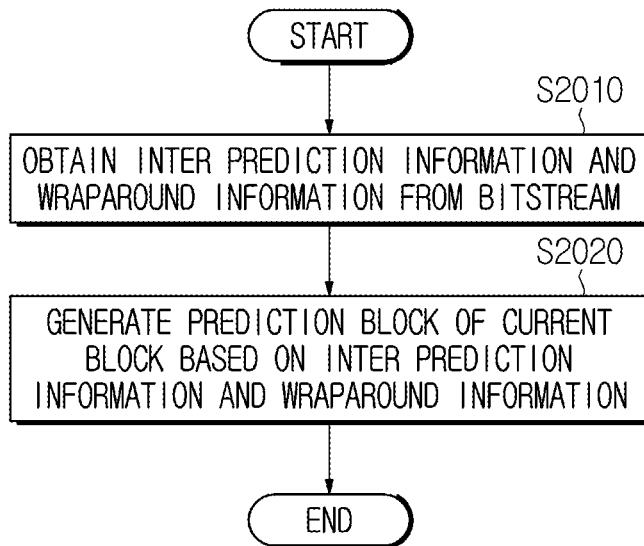 START
S2010
OBTAIN INTER PREDICTION INFORMATION AND
WRAPAROUND INFORMATION FROM BITSTREAM
S2020
GENERATE PREDICTION BLOCK OF CURRENT
BLOCK BASED ON INTER PREDICTION
INFORMATION AND WRAPAROUND INFORMATION
END